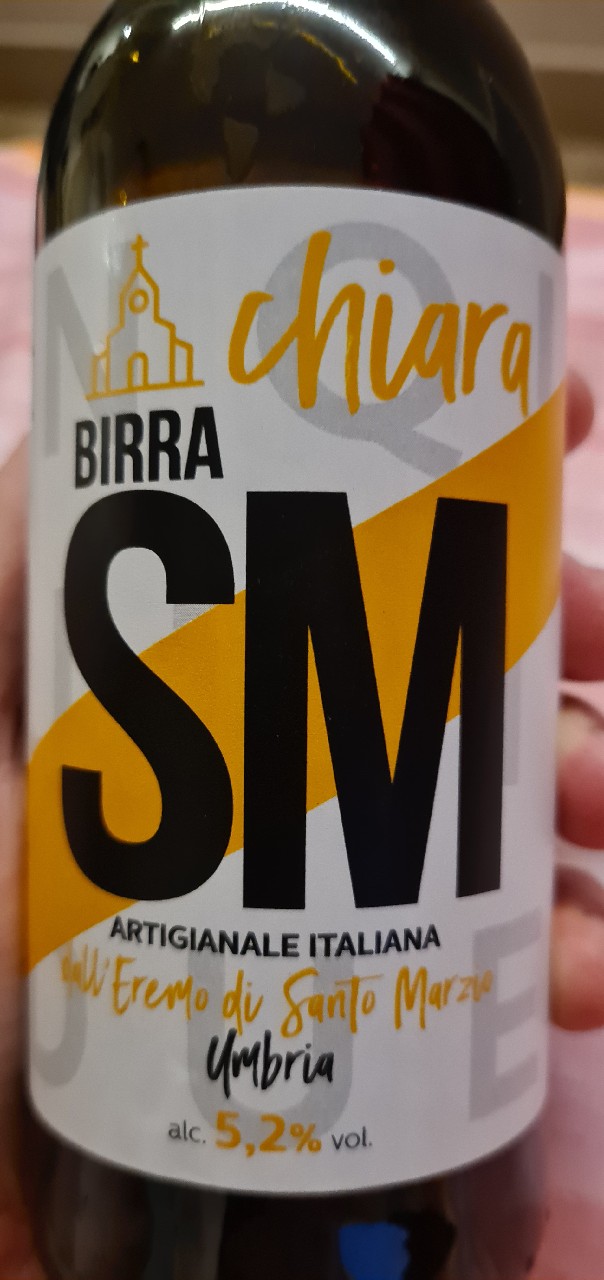 chiara
BIRRA
SM
ARTIGIANALE ITALIANA
dall'Eremo di Santo Marzio
Umbria
alc. 5,2% vol.